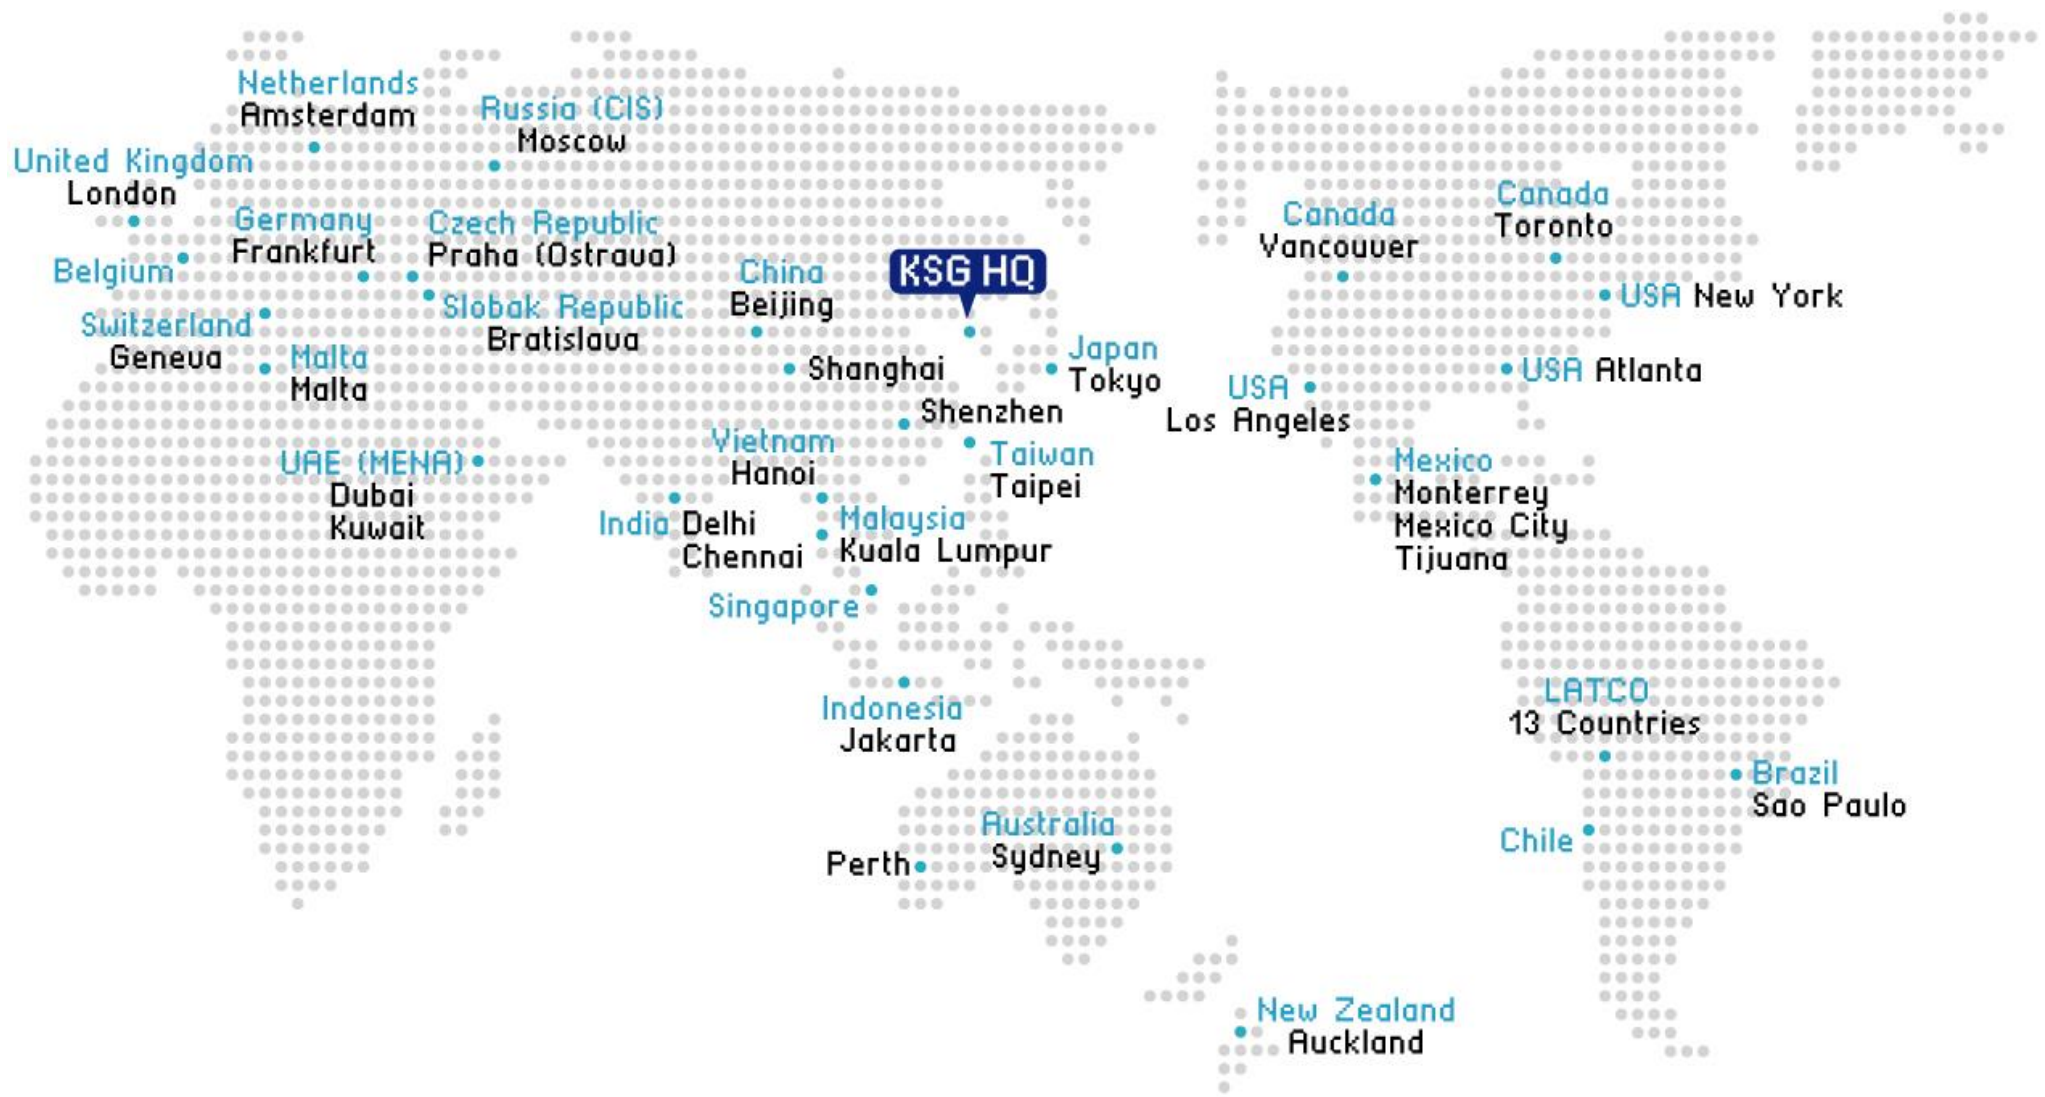 Netherlands
Amsterdam
Russia (CIS)
Moscow
United Kingdom
London
Germany
Frankfurt
Czech Republic
Praha (Ostrava)
Belgium
Slobak Republic
Bratislava
Switzerland
Geneva
Malta
Malta
China
Beijing
Shanghai
KSG HQ
Japan
Tokyo
Shenzhen
Taiwan
Taipei
Vietnam
Hanoi
UAE (MENA)
Dubai
Kuwait
India Delhi
Chennai
Malaysia
Kuala Lumpur
Singapore
Indonesia
Jakarta
Perth
Australia
Sydney
New Zealand
Auckland
Canada
Vancouver
Canada
Toronto
USA New York
USA Atlanta
USA
Los Angeles
Mexico
Monterrey
Mexico City
Tijuana
LATCO
13 Countries
Brazil
Sao Paulo
Chile